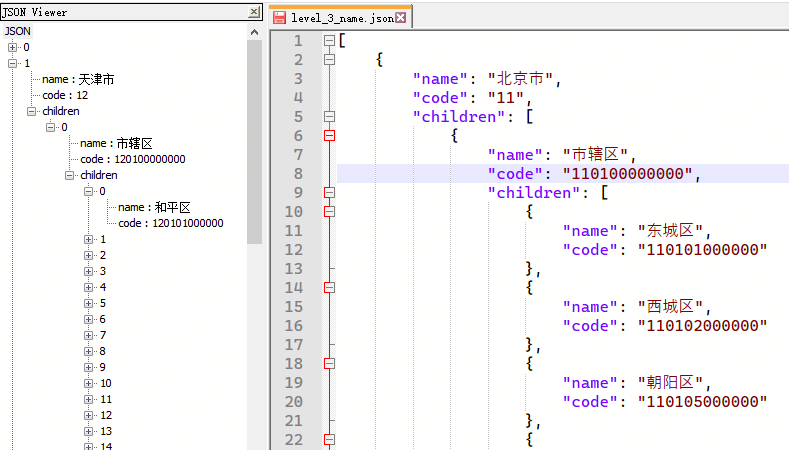 JSON Viewer
JSON
0
1
name : 天津市
code : 12
children
0
name : 市辖区
code : 120100000000
children
0
name : 和平区
code : 120101000000
1
2
3
4
5
6
7
8
9
10
11
12
13
14
level_3_name.json
1 [
2 {
3 "name": "北京市",
4 "code": "11",
5 "children": [
6 {
7 "name": "市辖区",
8 "code": "110100000000",
9 "children": [
10 {
11 "name": "东城区",
12 "code": "110101000000"
13 },
14 {
15 "name": "西城区",
16 "code": "110102000000"
17 },
18 {
19 "name": "朝阳区",
20 "code": "110105000000"
21 },
22 {